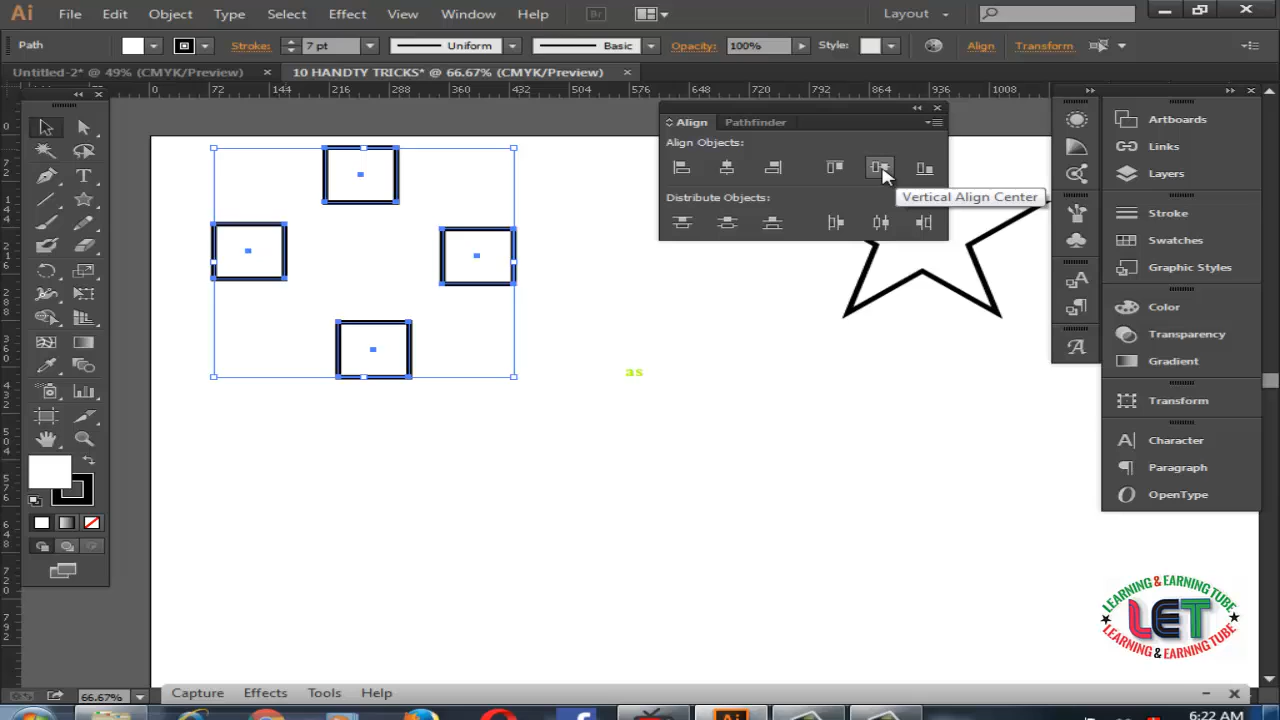 Ai File Edit Object Type Select Effect View Window Help Br Layout
Path Stroke: 7 pt Uniform Basic Opacity: 100% Style: Align Transform
Untitled-2* @ 49% (CMYK/Preview) × 10 HANDTY TRICKS* @ 66.67% (CMYK/Preview) ×
0 72 144 216 288 360 432 504 576 648 720 792 864 936 1008
Align Pathfinder
Align Objects:
Distribute Objects:
Vertical Align Center
as
Artboards
Links
Layers
Stroke
Swatches
Graphic Styles
Color
Transparency
Gradient
Transform
Character
Paragraph
OpenType
LEARNING & EARNING TUBE
LET
LEARNING & EARNING TUBE
66.67% Capture Effects Tools Help
6:22 AM